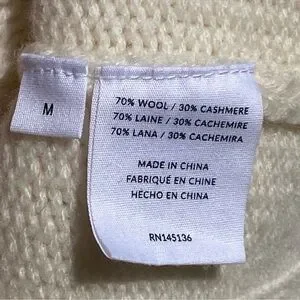 M
70% WOOL / 30% CASHMERE
70% LAINE / 30% CACHEMIRE
70% LANA / 30% CACHEMIRA
MADE IN CHINA
FABRIQUÉ EN CHINE
HECHO EN CHINA
RN145136